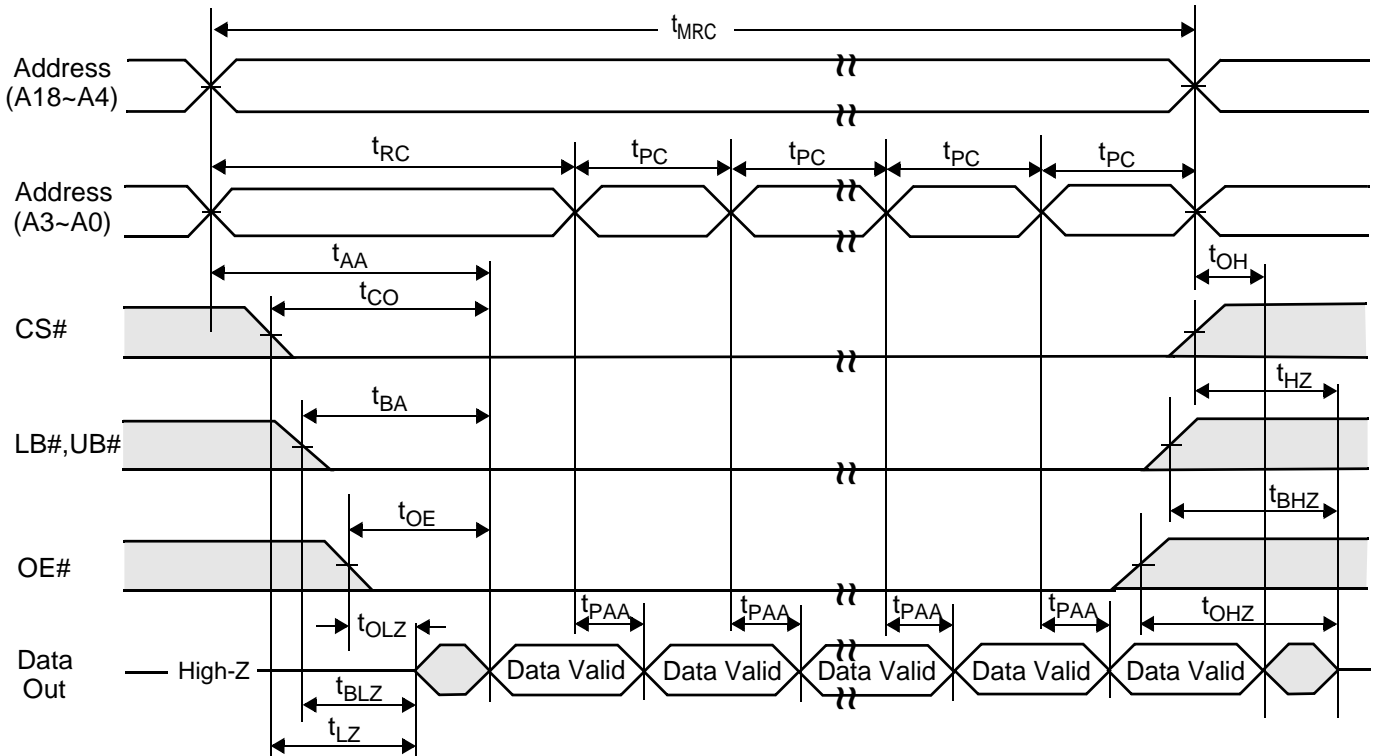 tMRC
Address
(A18~A4)
tRC
tPC
tPC
tPC
tPC
Address
(A3~A0)
tAA
tOH
tCO
CS#
tHZ
tBA
LB#,UB#
tBHZ
tOE
OE#
tOLZ
tPAA
tPAA
tPAA
tPAA
tOHZ
Data
Out
High-Z
Data Valid
Data Valid
Data Valid
Data Valid
Data Valid
tBLZ
tLZ